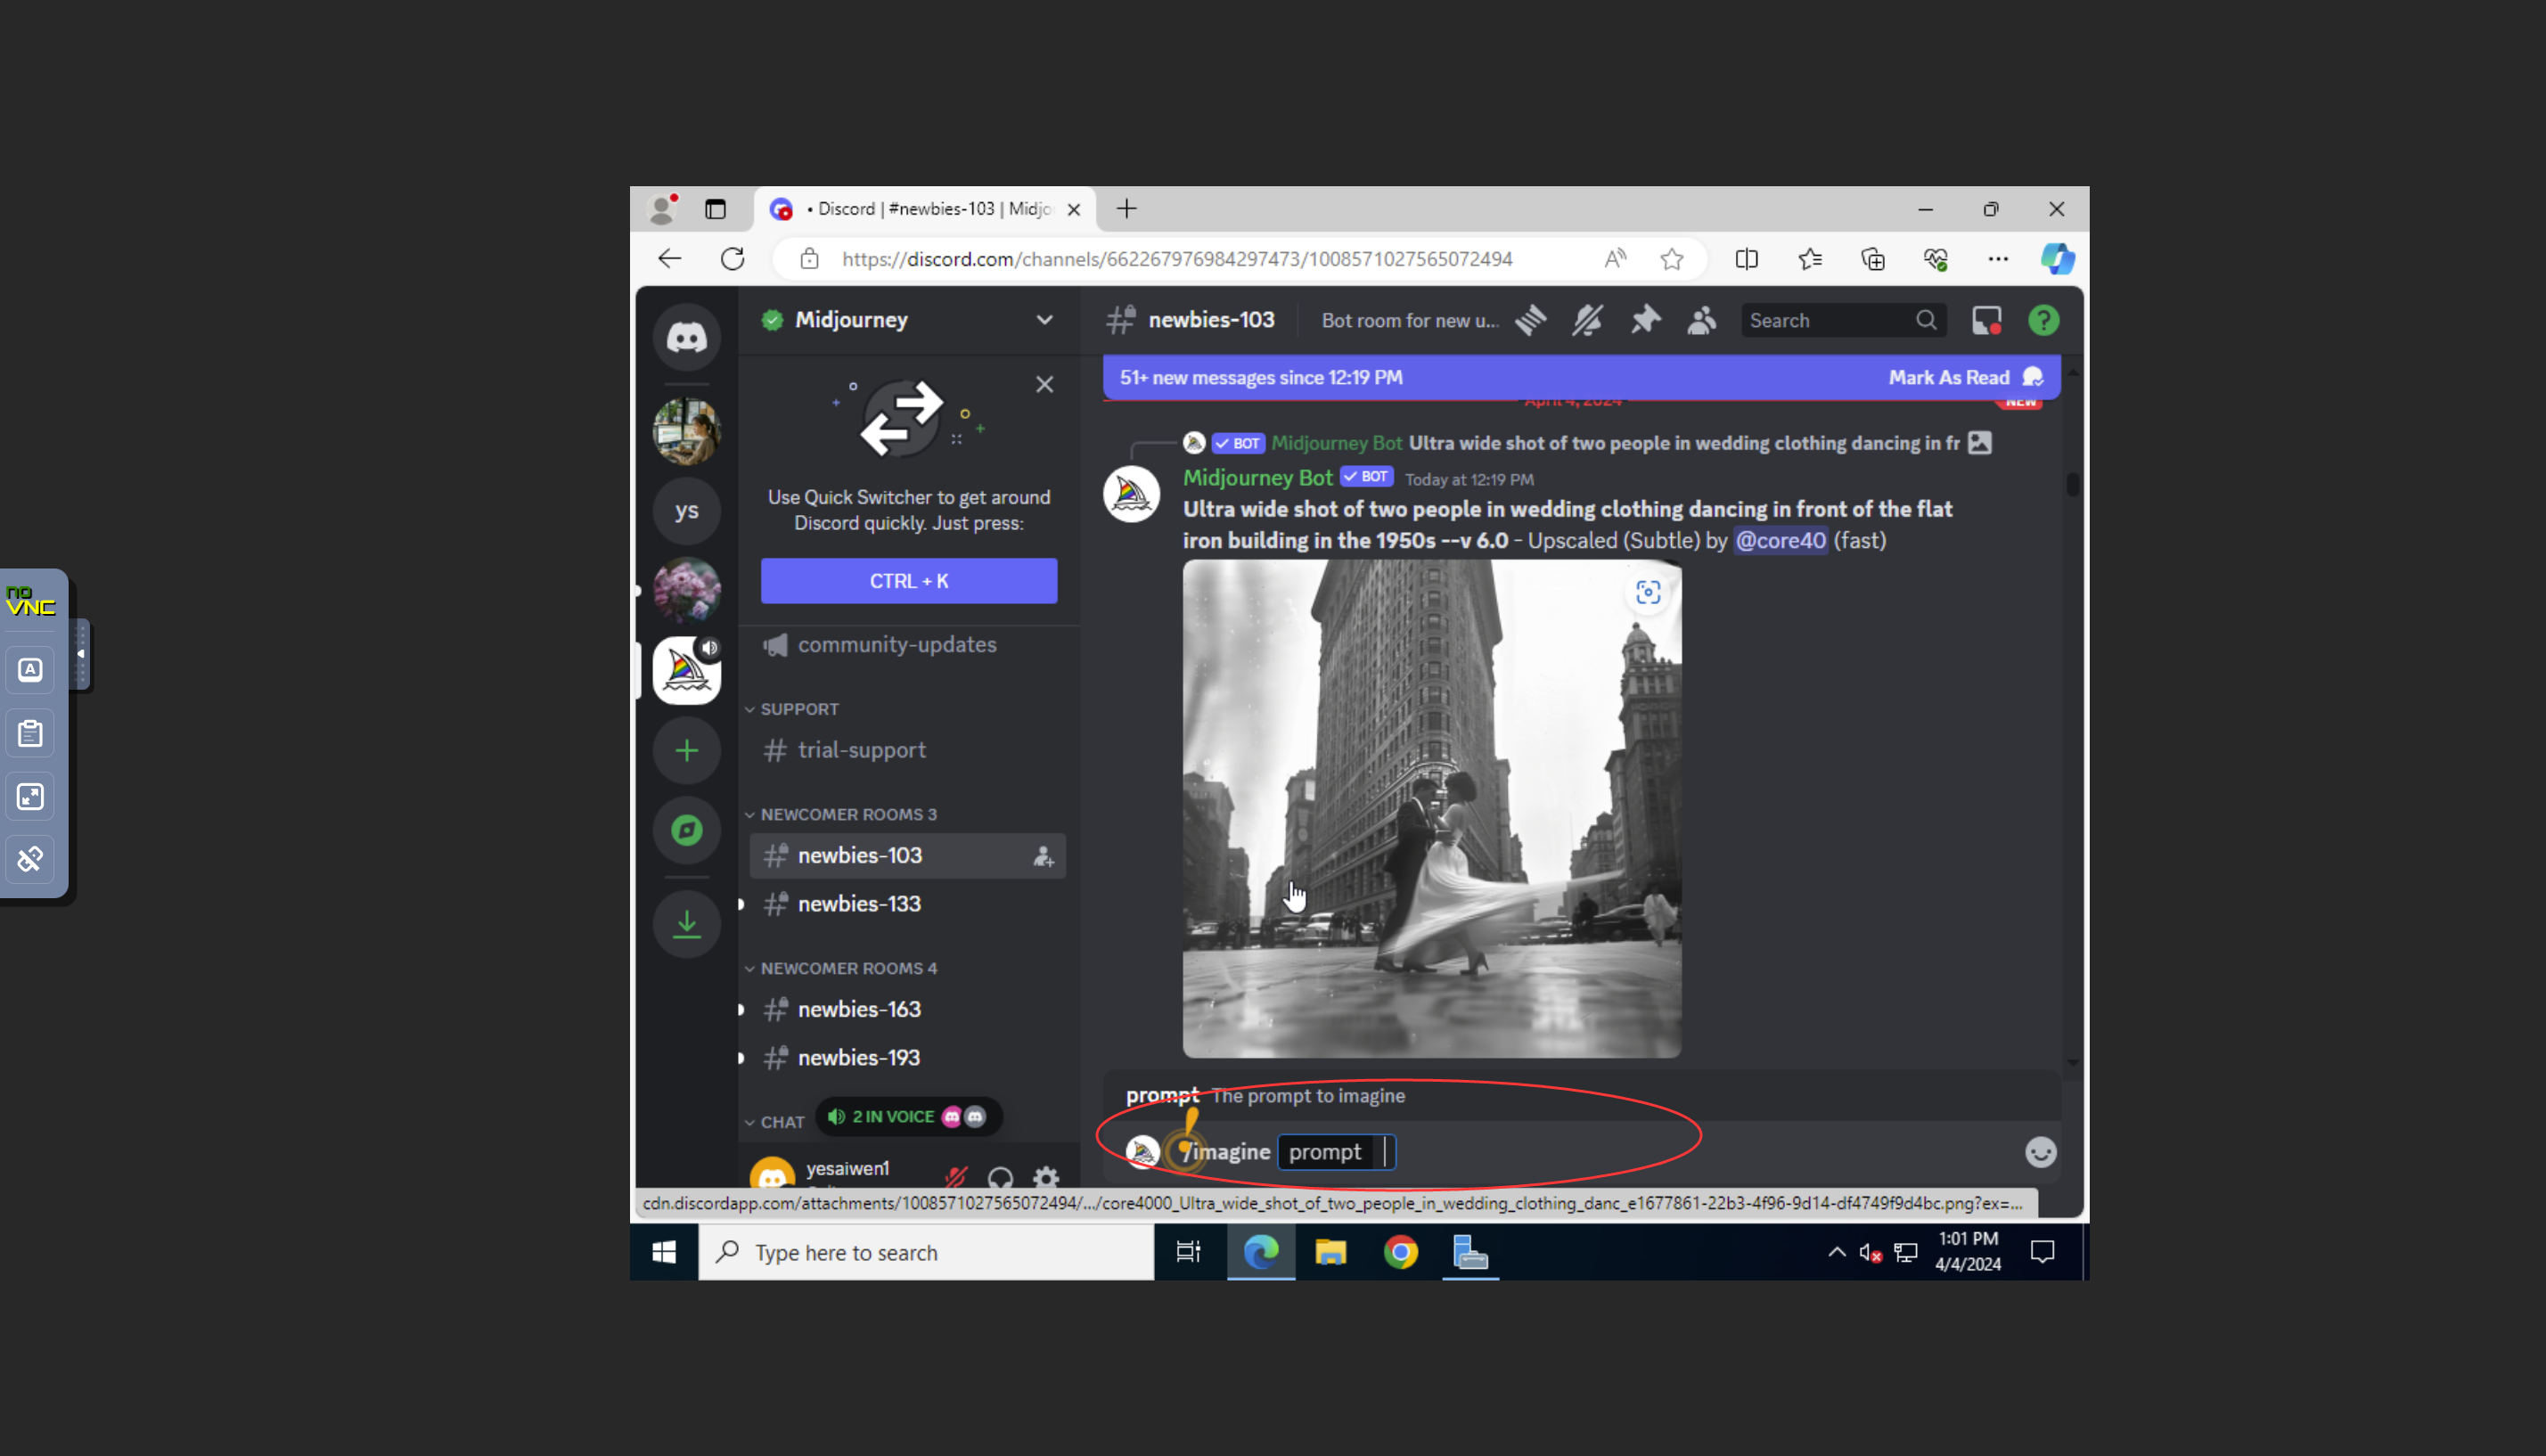 • Discord | #newbies-103 | Midjo
https://discord.com/channels/662267976984297473/1008571027565072494
Midjourney
newbies-103
Bot room for new u...
Search
51+ new messages since 12:19 PM
Mark As Read
April 4, 2024
NEW
Use Quick Switcher to get around
Discord quickly. Just press:
CTRL + K
ys
community-updates
SUPPORT
trial-support
NEWCOMER ROOMS 3
newbies-103
newbies-133
NEWCOMER ROOMS 4
newbies-163
newbies-193
CHAT
2 IN VOICE
yesaiwen1
BOT Midjourney Bot Ultra wide shot of two people in wedding clothing dancing in fr
Midjourney Bot BOT Today at 12:19 PM
Ultra wide shot of two people in wedding clothing dancing in front of the flat
iron building in the 1950s --v 6.0 - Upscaled (Subtle) by @core40 (fast)
prompt The prompt to imagine
/imagine prompt
cdn.discordapp.com/attachments/1008571027565072494/.../core4000_Ultra_wide_shot_of_two_people_in_wedding_clothing_danc_e1677861-22b3-4f96-9d14-df4749f9d4bc.png?ex=...
Type here to search
1:01 PM
4/4/2024
no
VNC
A